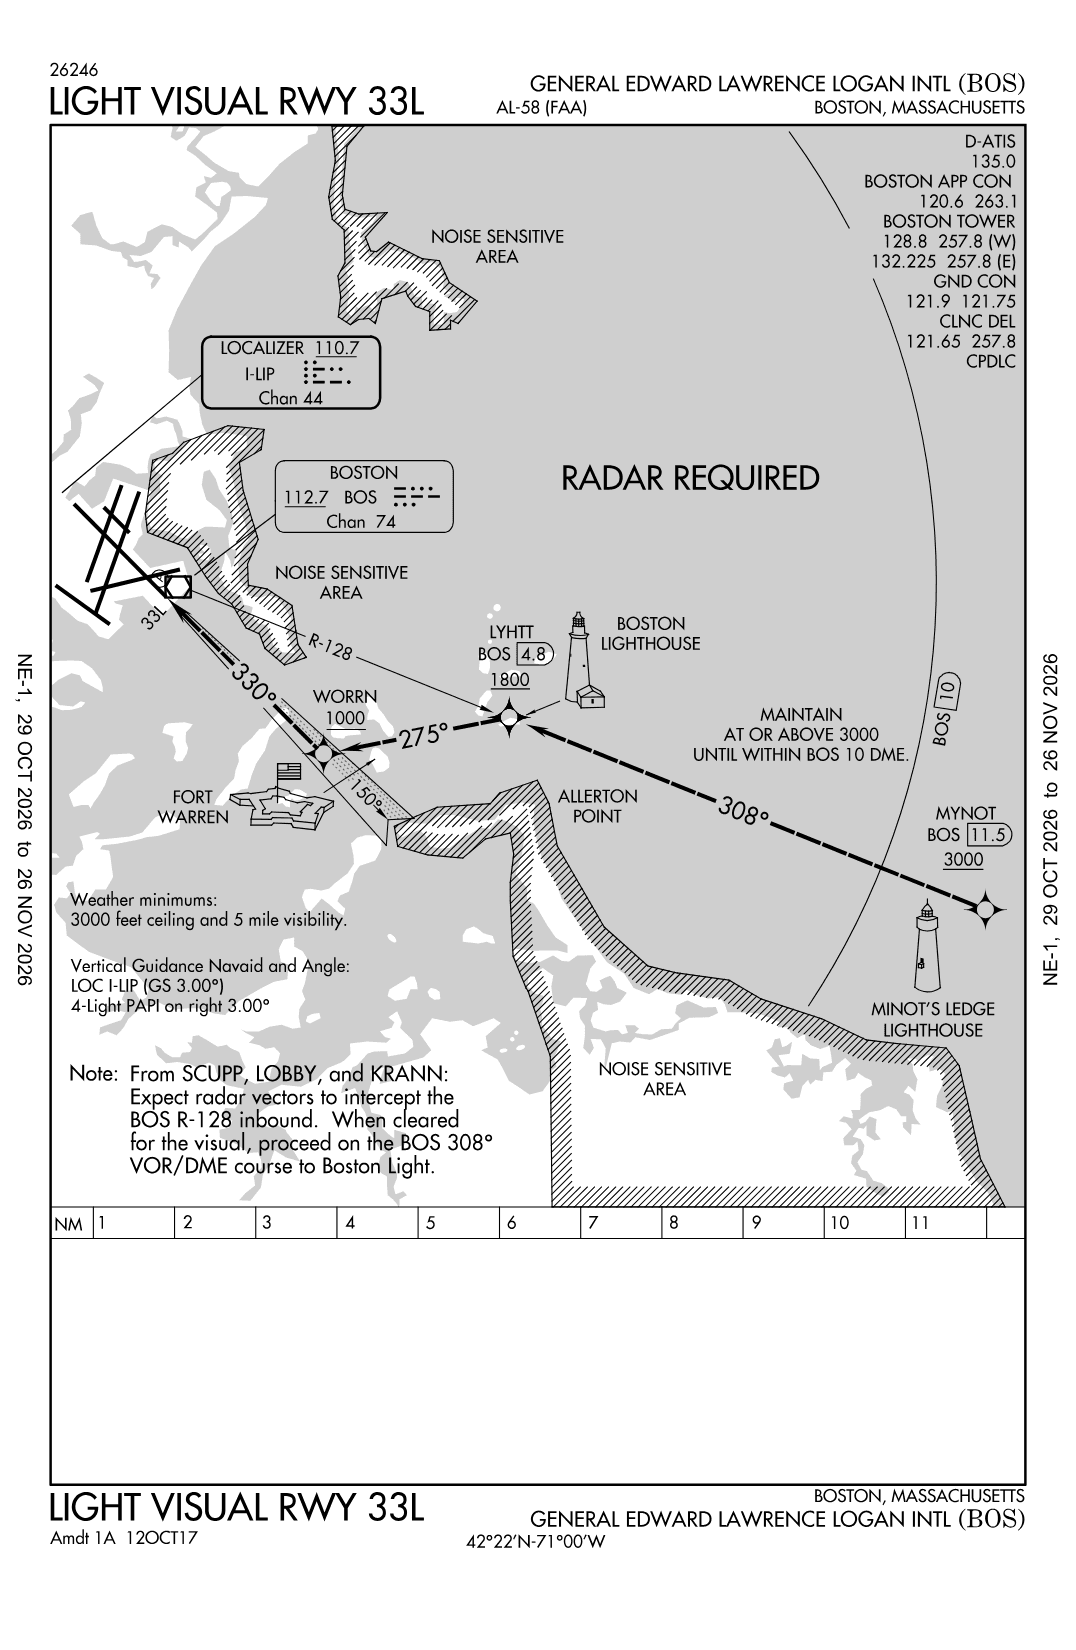 26246
LIGHT VISUAL RWY 33L
AL-58 (FAA)
GENERAL EDWARD LAWRENCE LOGAN INTL (BOS)
BOSTON, MASSACHUSETTS
D-ATIS
135.0
BOSTON APP CON
120.6 263.1
BOSTON TOWER
128.8 257.8 (W)
132.225 257.8 (E)
GND CON
121.9 121.75
CLNC DEL
121.65 257.8
CPDLC
NOISE SENSITIVE
AREA
LOCALIZER 110.7
I-LIP
Chan 44
RADAR REQUIRED
BOSTON
112.7 BOS
Chan 74
NOISE SENSITIVE
AREA
33L
R-128
LYHTT
BOS 4.8
1800
BOSTON
LIGHTHOUSE
330°
WORRN
1000
275°
BOS 10
MAINTAIN
AT OR ABOVE 3000
UNTIL WITHIN BOS 10 DME.
FORT
WARREN
150°
ALLERTON
POINT
308°
MYNOT
BOS 11.5
3000
Weather minimums:
3000 feet ceiling and 5 mile visibility.
Vertical Guidance Navaid and Angle:
LOC I-LIP (GS 3.00°)
4-Light PAPI on right 3.00°
MINOT'S LEDGE
LIGHTHOUSE
NOISE SENSITIVE
AREA
Note: From SCUPP, LOBBY, and KRANN:
Expect radar vectors to intercept the
BOS R-128 inbound. When cleared
for the visual, proceed on the BOS 308°
VOR/DME course to Boston Light.
NM 1 2 3 4 5 6 7 8 9 10 11
NE-1, 29 OCT 2026 to 26 NOV 2026
NE-1, 29 OCT 2026 to 26 NOV 2026
LIGHT VISUAL RWY 33L
Amdt 1A 12OCT17
42°22'N-71°00'W
BOSTON, MASSACHUSETTS
GENERAL EDWARD LAWRENCE LOGAN INTL (BOS)